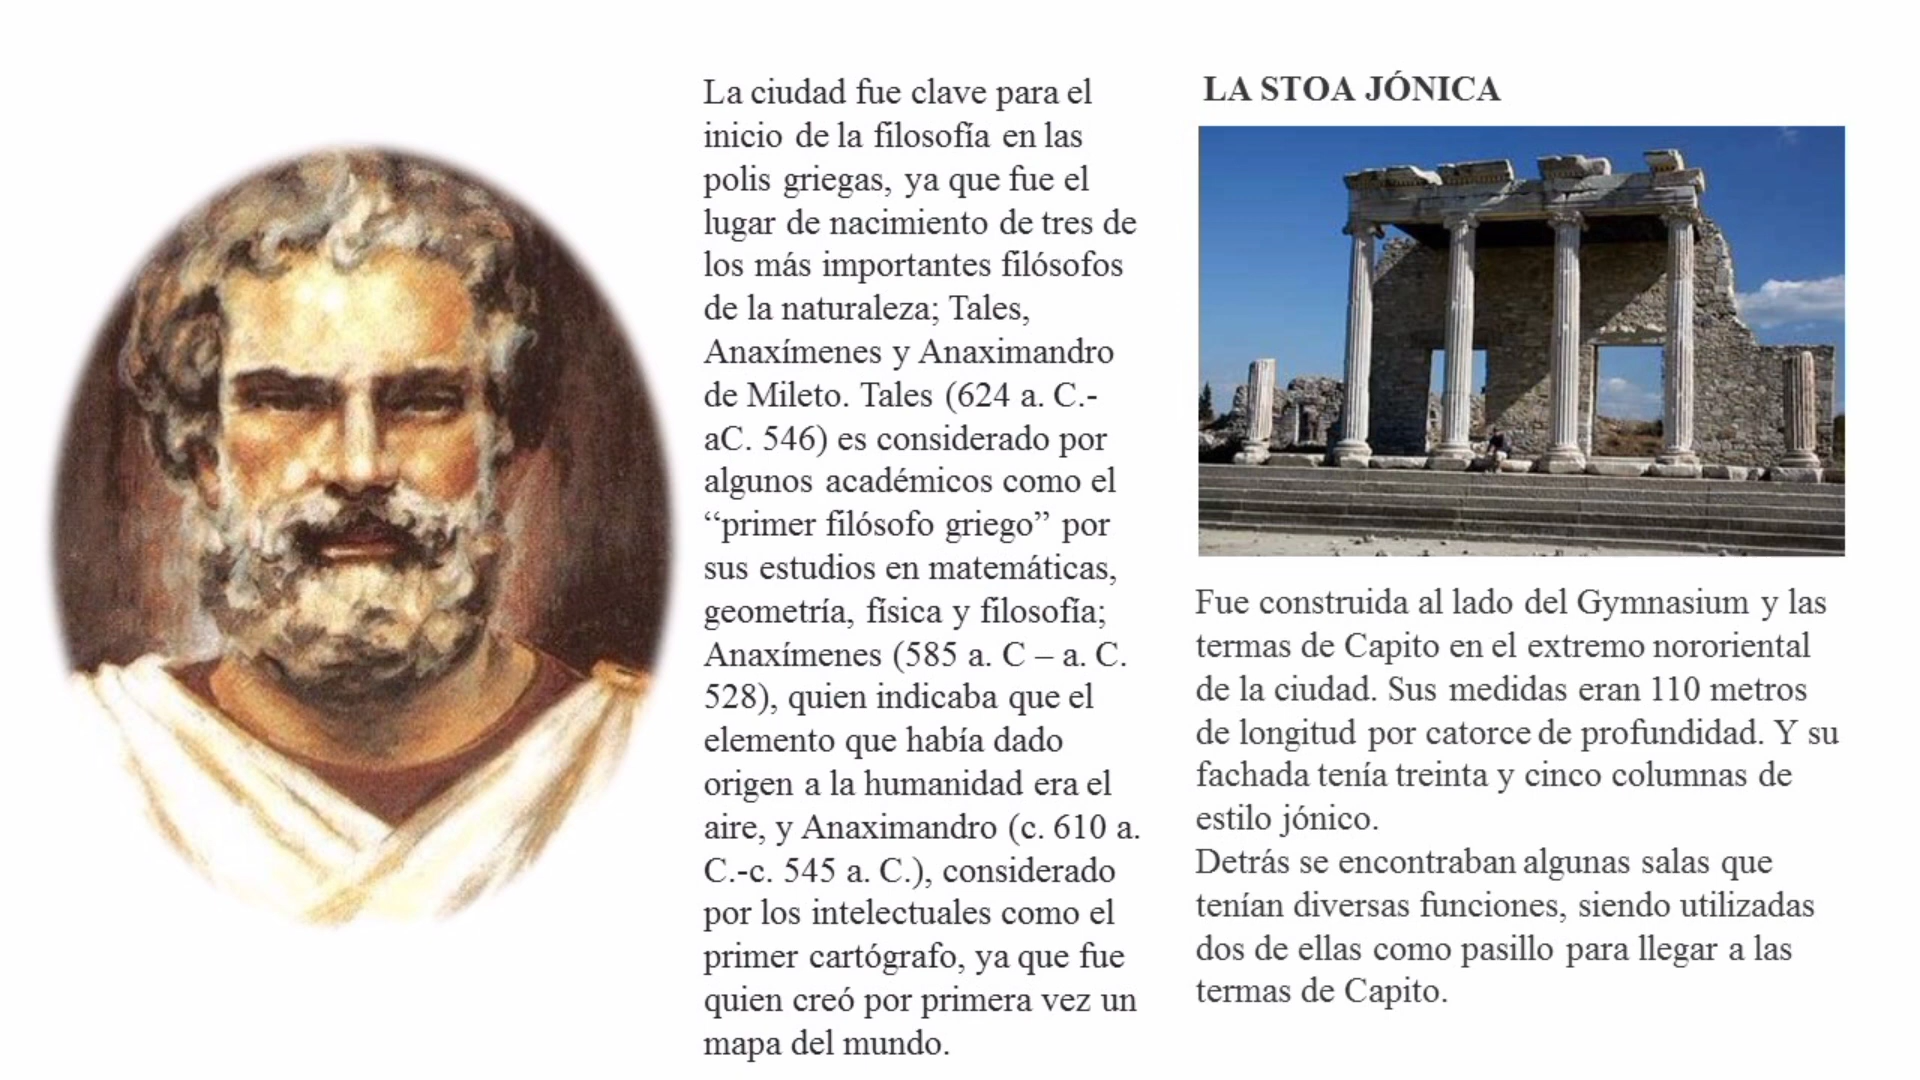 La ciudad fue clave para el
inicio de la filosofía en las
polis griegas, ya que fue el
lugar de nacimiento de tres de
los más importantes filósofos
de la naturaleza; Tales,
Anaxímenes y Anaximandro
de Mileto. Tales (624 a. C.-
aC. 546) es considerado por
algunos académicos como el
“primer filósofo griego” por
sus estudios en matemáticas,
geometría, física y filosofía;
Anaxímenes (585 a. C – a. C.
528), quien indicaba que el
elemento que había dado
origen a la humanidad era el
aire, y Anaximandro (c. 610 a.
C.-c. 545 a. C.), considerado
por los intelectuales como el
primer cartógrafo, ya que fue
quien creó por primera vez un
mapa del mundo.
LA STOA JÓNICA
Fue construida al lado del Gymnasium y las
termas de Capito en el extremo nororiental
de la ciudad. Sus medidas eran 110 metros
de longitud por catorce de profundidad. Y su
fachada tenía treinta y cinco columnas de
estilo jónico.
Detrás se encontraban algunas salas que
tenían diversas funciones, siendo utilizadas
dos de ellas como pasillo para llegar a las
termas de Capito.